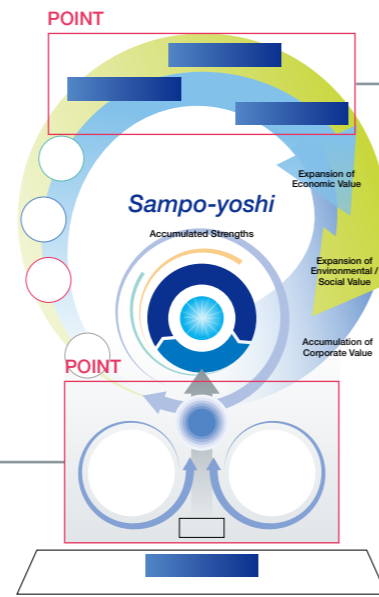 POINT
Expansion of
Economic Value
Sampo-yoshi
Accumulated Strengths
Expansion of
Environmental /
Social Value
Accumulation of
Corporate Value
POINT